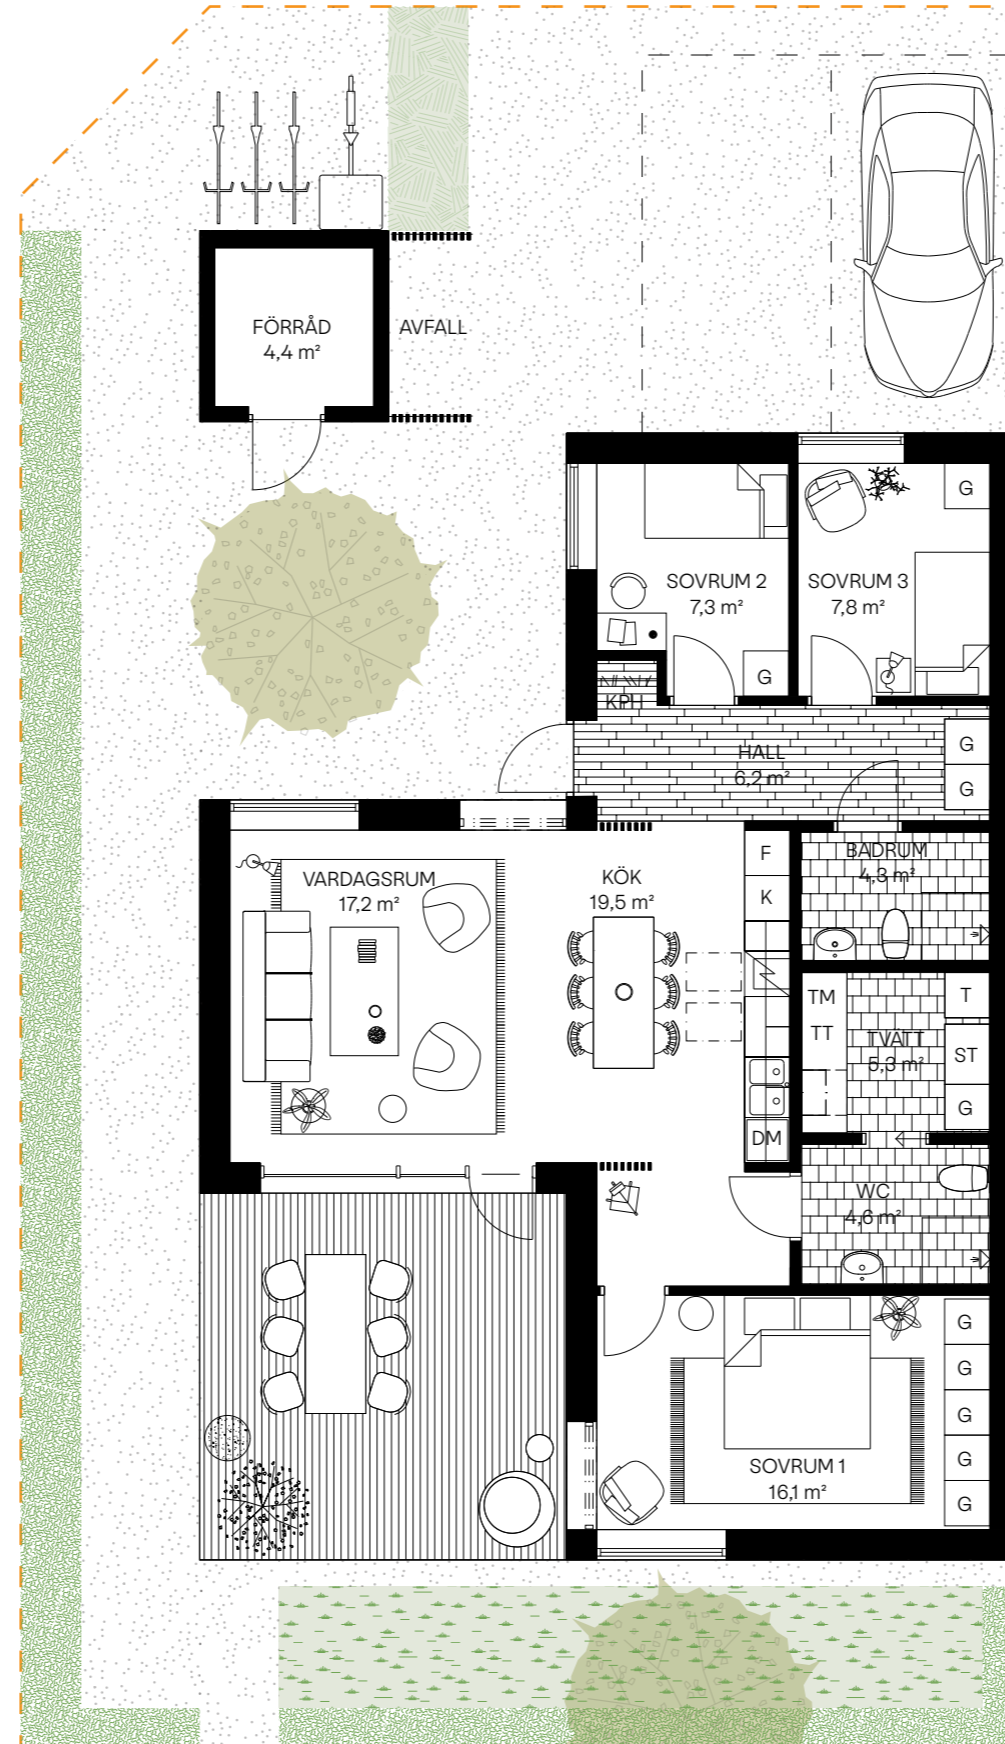 FÖRRÅD
4,4 m²
AVFALL
G
SOVRUM 2
7,3 m²
SOVRUM 3
7,8 m²
G
KPH
HALL
6,2 m²
G
G
F
K
BADRUM
4,3 m²
VARDAGSRUM
17,2 m²
KÖK
19,5 m²
TM
TT
TVÄTT
5,3 m²
T
ST
G
DM
WC
4,6 m²
G
G
G
G
G
SOVRUM 1
16,1 m²